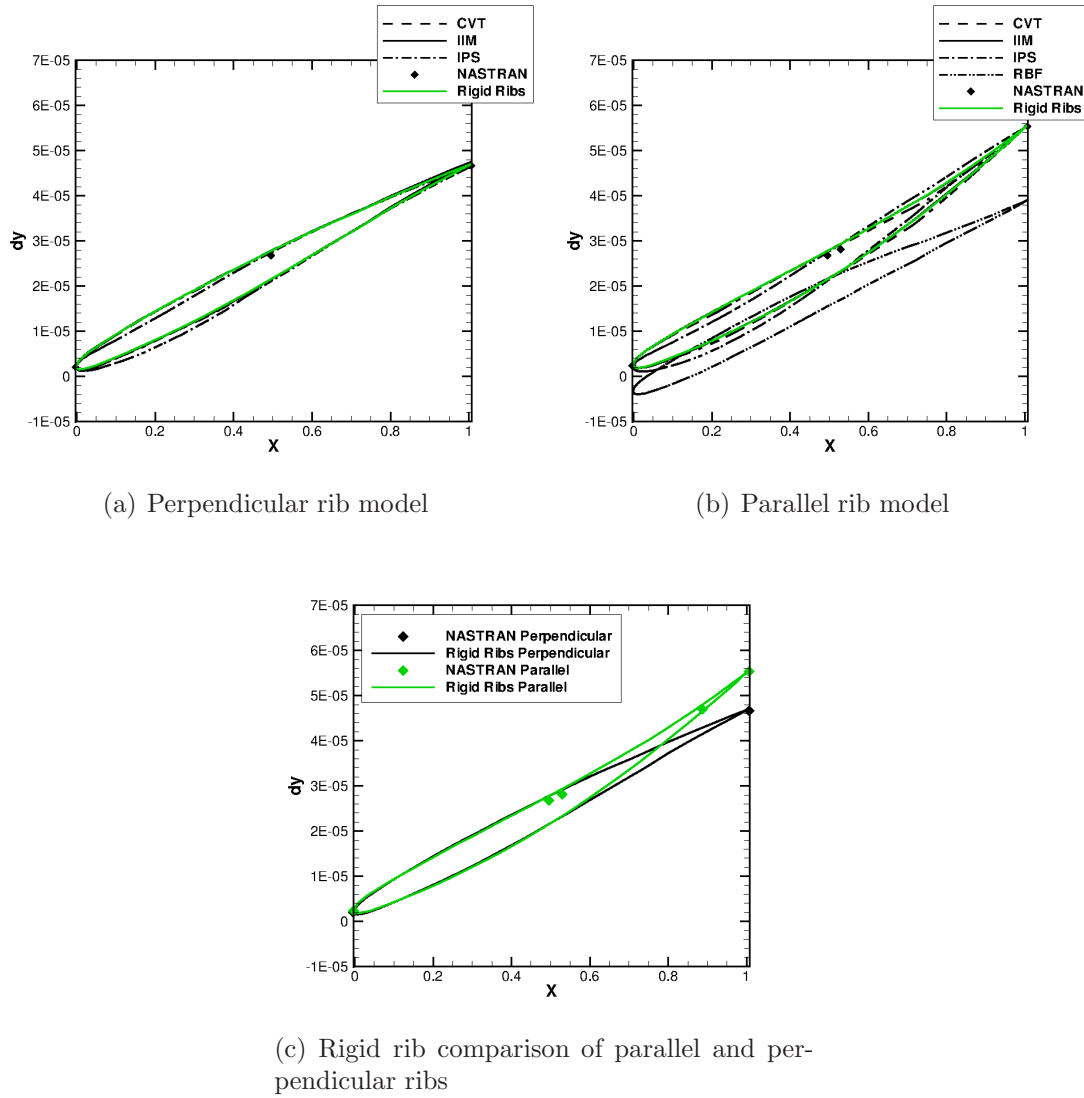 CVT
IIM
IPS
NASTRAN
Rigid Ribs
7E-05
6E-05
5E-05
4E-05
3E-05
2E-05
1E-05
0
-1E-05
dy
0 0.2 0.4 0.6 0.8 1
X
(a) Perpendicular rib model
CVT
IIM
IPS
RBF
NASTRAN
Rigid Ribs
7E-05
6E-05
5E-05
4E-05
3E-05
2E-05
1E-05
0
-1E-05
dy
0 0.2 0.4 0.6 0.8 1
X
(b) Parallel rib model
NASTRAN Perpendicular
Rigid Ribs Perpendicular
NASTRAN Parallel
Rigid Ribs Parallel
7E-05
6E-05
5E-05
4E-05
3E-05
2E-05
1E-05
0
-1E-05
dy
0 0.2 0.4 0.6 0.8 1
X
(c) Rigid rib comparison of parallel and per-
pendicular ribs